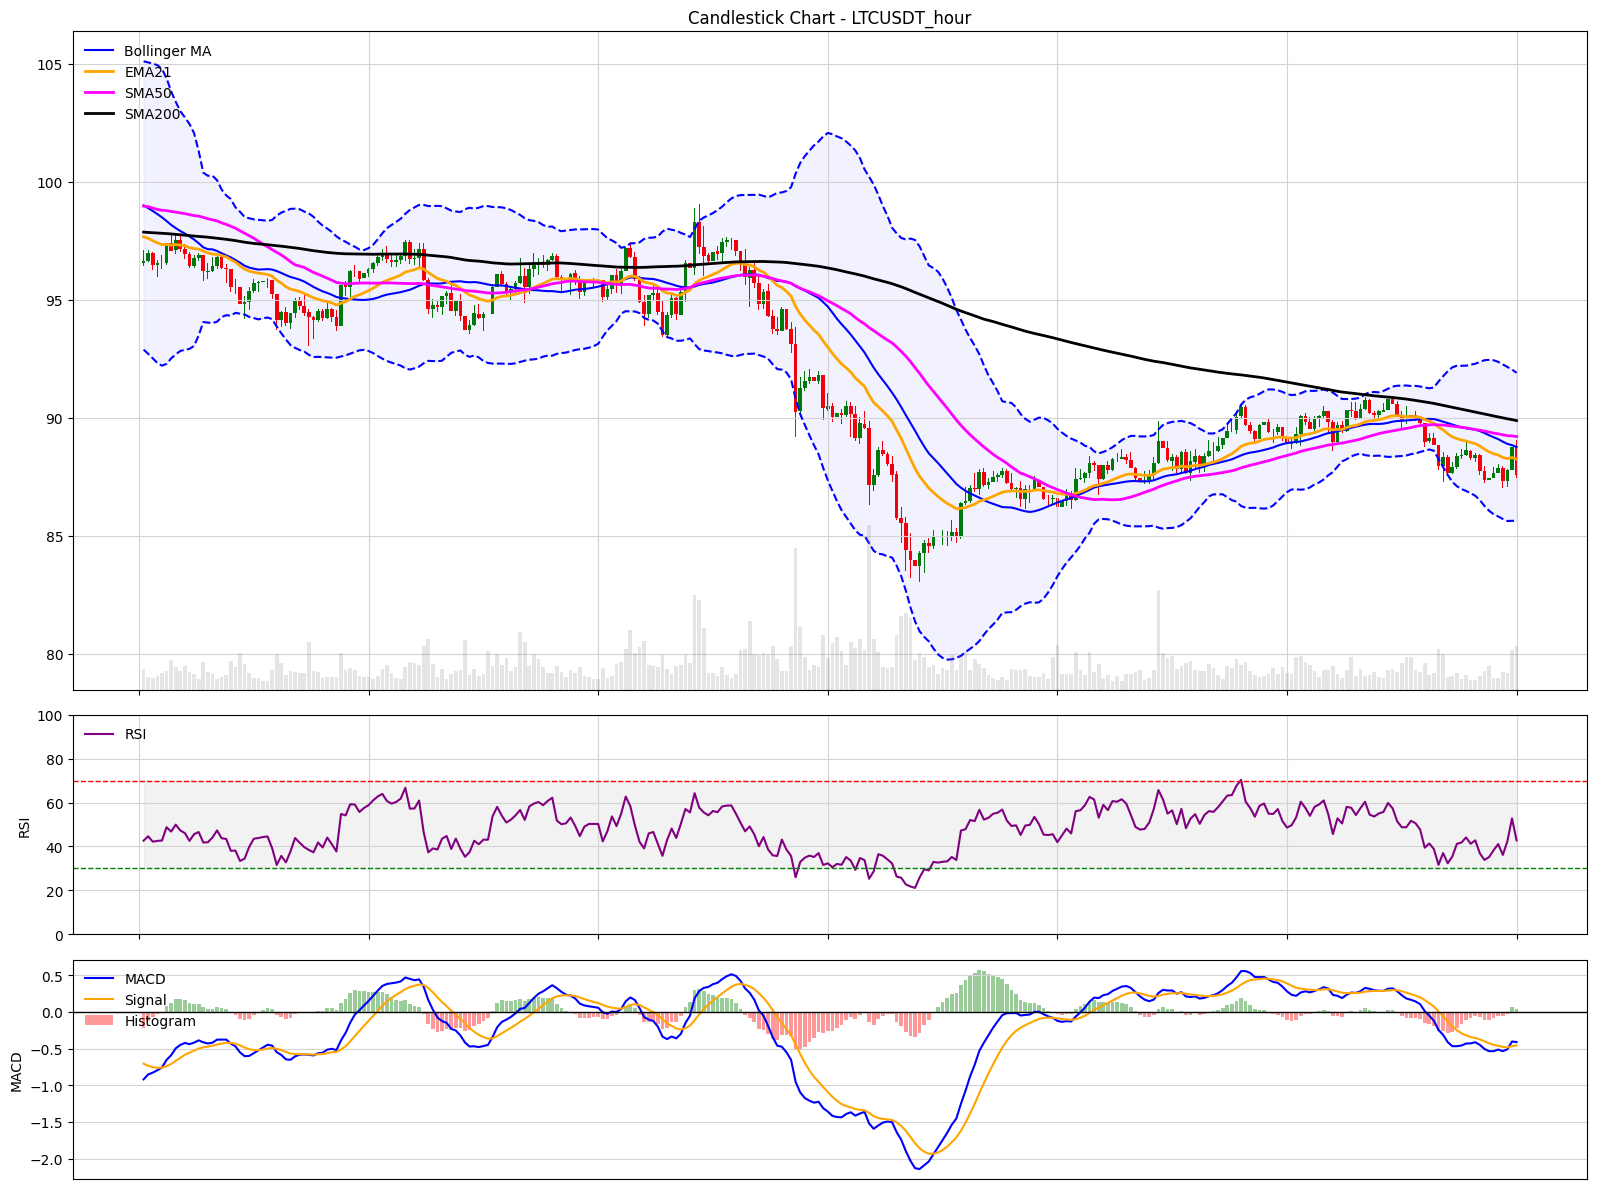 Candlestick Chart - LTCUSDT_hour
Bollinger MA
EMA21
SMA50
SMA200
105
100
95
90
85
80
RSI
RSI
100
80
60
40
20
0
MACD
Signal
Histogram
MACD
0.5
0.0
−0.5
−1.0
−1.5
−2.0